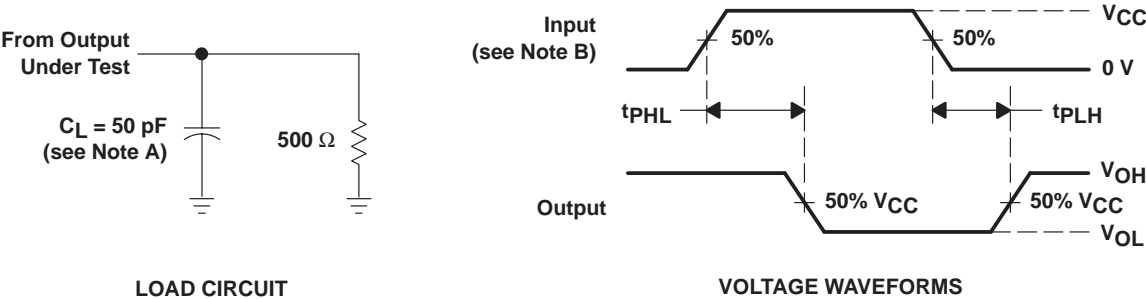 From Output
Under Test
CL = 50 pF
(see Note A)
500 Ω
LOAD CIRCUIT
Input
(see Note B)
50%
50%
VCC
0 V
tPHL
tPLH
Output
50% VCC
50% VCC
VOH
VOL
VOLTAGE WAVEFORMS